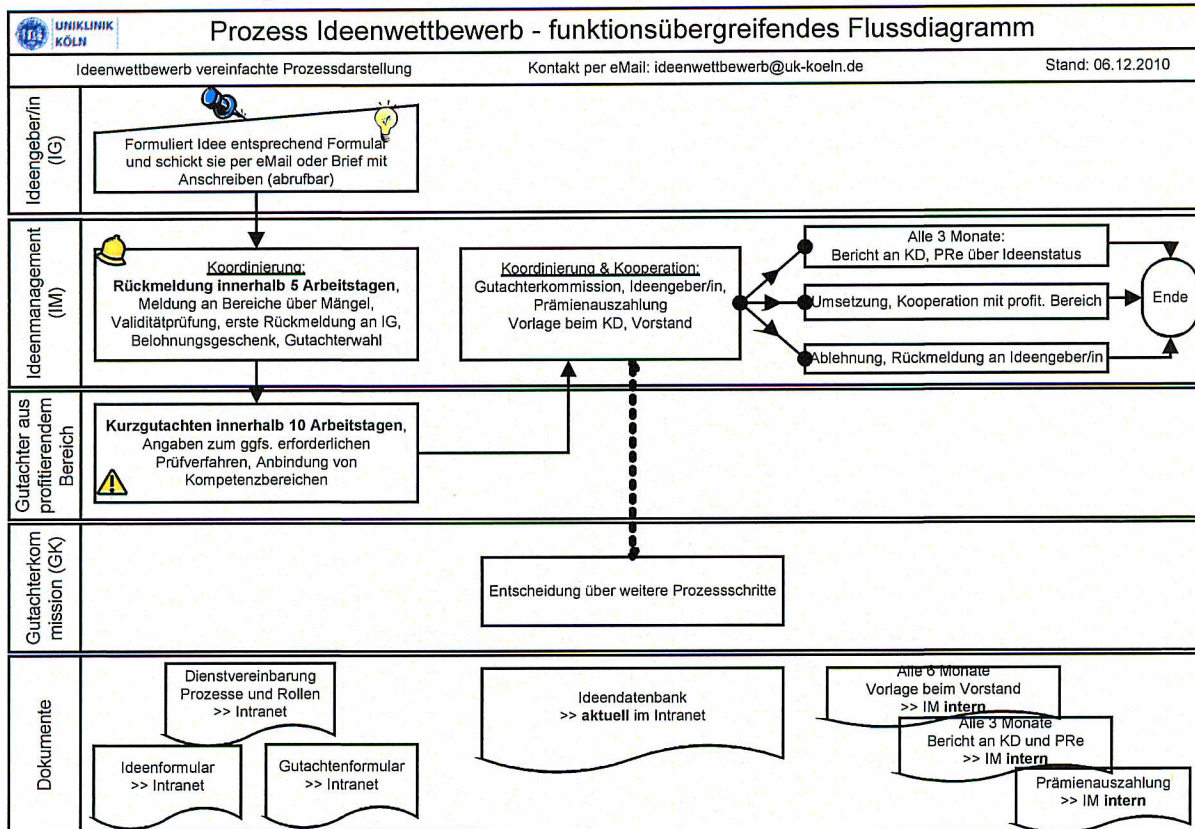 UNIKLINIK
KÖLN
Prozess Ideenwettbewerb - funktionsübergreifendes Flussdiagramm
Ideenwettbewerb vereinfachte Prozessdarstellung
Kontakt per eMail: ideenwettbewerb@uk-koeln.de
Stand: 06.12.2010
Ideengeber/in
(IG)
Formuliert Idee entsprechend Formular
und schickt sie per eMail oder Brief mit
Anschreiben (abrufbar)
Ideenmanagement
(IM)
Koordinierung:
Rückmeldung innerhalb 5 Arbeitstagen,
Meldung an Bereiche über Mängel,
Validitätprüfung, erste Rückmeldung an IG,
Belohnungsgeschenk, Gutachterwahl
Koordinierung & Kooperation:
Gutachterkommission, Ideengeber/in,
Prämienauszahlung
Vorlage beim KD, Vorstand
Alle 3 Monate:
Bericht an KD, PRe über Ideenstatus
Umsetzung, Kooperation mit profit. Bereich
Ablehnung, Rückmeldung an Ideengeber/in
Ende
Gutachter aus
profitierendem
Bereich
Kurzgutachten innerhalb 10 Arbeitstagen,
Angaben zum ggfs. erforderlichen
Prüfverfahren, Anbindung von
Kompetenzbereichen
Gutachterkom
mission (GK)
Entscheidung über weitere Prozessschritte
Dokumente
Dienstvereinbarung
Prozesse und Rollen
>> Intranet
Ideenformular
>> Intranet
Gutachtenformular
>> Intranet
Ideendatenbank
>> aktuell im Intranet
Alle 6 Monate
Vorlage beim Vorstand
>> IM intern
Alle 3 Monate
Bericht an KD und PRe
>> IM intern
Prämienauszahlung
>> IM intern